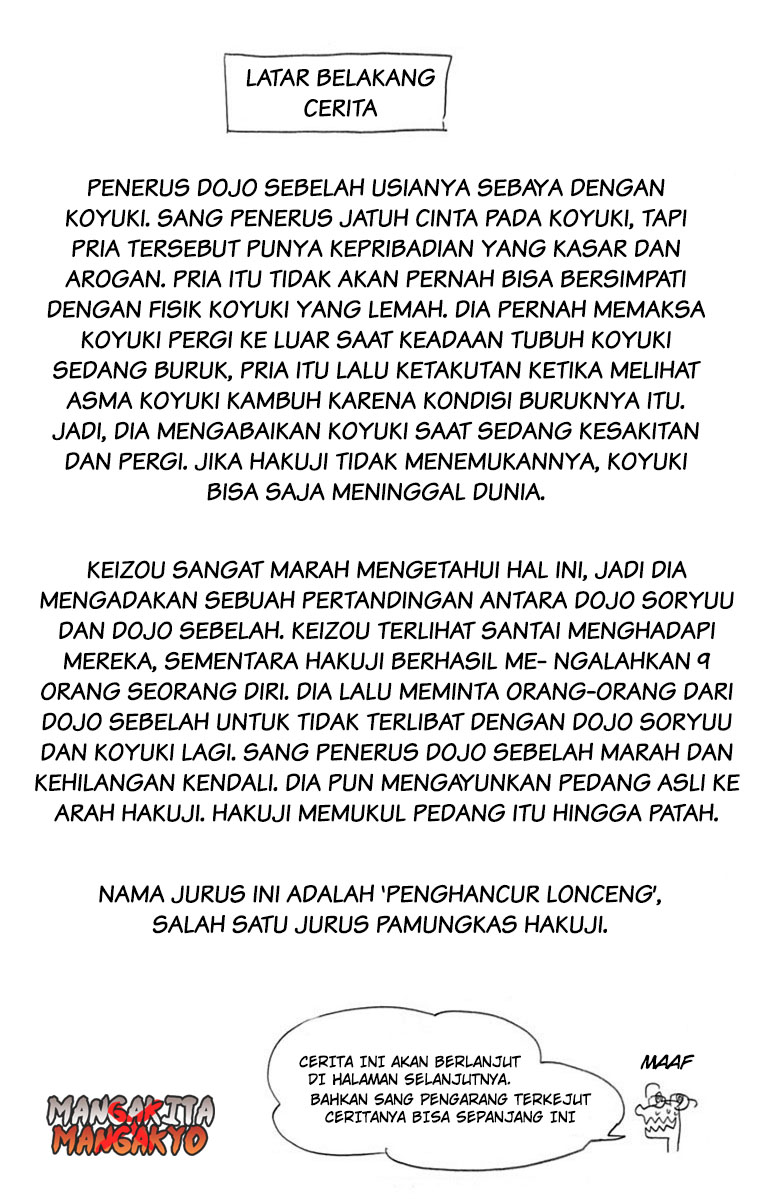 LATAR BELAKANG
CERITA
PENERUS DOJO SEBELAH USIANYA SEBAYA DENGAN
KOYUKI. SANG PENERUS JATUH CINTA PADA KOYUKI, TAPI
PRIA TERSEBUT PUNYA KEPRIBADIAN YANG KASAR DAN
AROGAN. PRIA ITU TIDAK AKAN PERNAH BISA BERSIMPATI
DENGAN FISIK KOYUKI YANG LEMAH. DIA PERNAH MEMAKSA
KOYUKI PERGI KE LUAR SAAT KEADAAN TUBUH KOYUKI
SEDANG BURUK, PRIA ITU LALU KETAKUTAN KETIKA MELIHAT
ASMA KOYUKI KAMBUH KARENA KONDISI BURUKNYA ITU.
JADI, DIA MENGABAIKAN KOYUKI SAAT SEDANG KESAKITAN
DAN PERGI. JIKA HAKUJI TIDAK MENEMUKANNYA, KOYUKI
BISA SAJA MENINGGAL DUNIA.
KEIZOU SANGAT MARAH MENGETAHUI HAL INI, JADI DIA
MENGADAKAN SEBUAH PERTANDINGAN ANTARA DOJO SORYUU
DAN DOJO SEBELAH. KEIZOU TERLIHAT SANTAI MENGHADAPI
MEREKA, SEMENTARA HAKUJI BERHASIL ME- NGALAHKAN 9
ORANG SEORANG DIRI. DIA LALU MEMINTA ORANG-ORANG DARI
DOJO SEBELAH UNTUK TIDAK TERLIBAT DENGAN DOJO SORYUU
DAN KOYUKI LAGI. SANG PENERUS DOJO SEBELAH MARAH DAN
KEHILANGAN KENDALI. DIA PUN MENGAYUNKAN PEDANG ASLI KE
ARAH HAKUJI. HAKUJI MEMUKUL PEDANG ITU HINGGA PATAH.
NAMA JURUS INI ADALAH 'PENGHANCUR LONCENG',
SALAH SATU JURUS PAMUNGKAS HAKUJI.
CERITA INI AKAN BERLANJUT
DI HALAMAN SELANJUTNYA.
BAHKAN SANG PENGARANG TERKEJUT
CERITANYA BISA SEPANJANG INI
MAAF
MANGAKITA
MANGAKYO